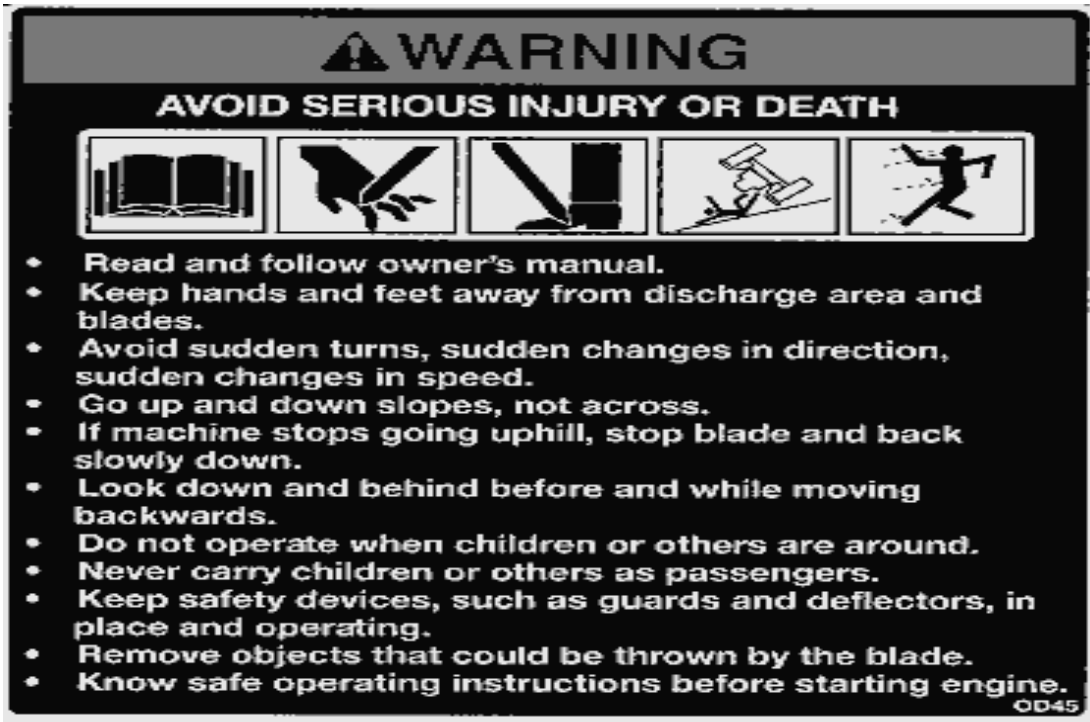 WARNING
AVOID SERIOUS INJURY OR DEATH
• Read and follow owner's manual.
• Keep hands and feet away from discharge area and
blades.
• Avoid sudden turns, sudden changes in direction,
sudden changes in speed.
• Go up and down slopes, not across.
• If machine stops going uphill, stop blade and back
slowly down.
• Look down and behind before and while moving
backwards.
• Do not operate when children or others are around.
• Never carry children or others as passengers.
• Keep safety devices, such as guards and deflectors, in
place and operating.
• Remove objects that could be thrown by the blade.
• Know safe operating instructions before starting engine.
OD45